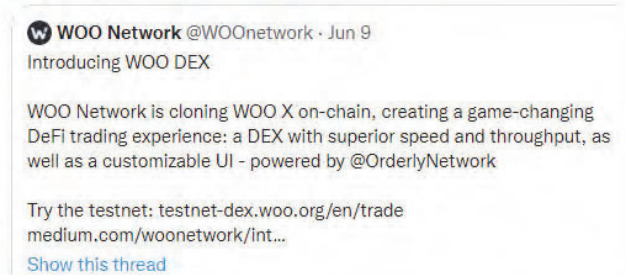 WOO Network @WOOnetwork · Jun 9
Introducing WOO DEX
WOO Network is cloning WOO X on-chain, creating a game-changing
DeFi trading experience: a DEX with superior speed and throughput, as
well as a customizable UI - powered by @OrderlyNetwork
Try the testnet: testnet-dex.woo.org/en/trade
medium.com/woonetwork/int...
Show this thread